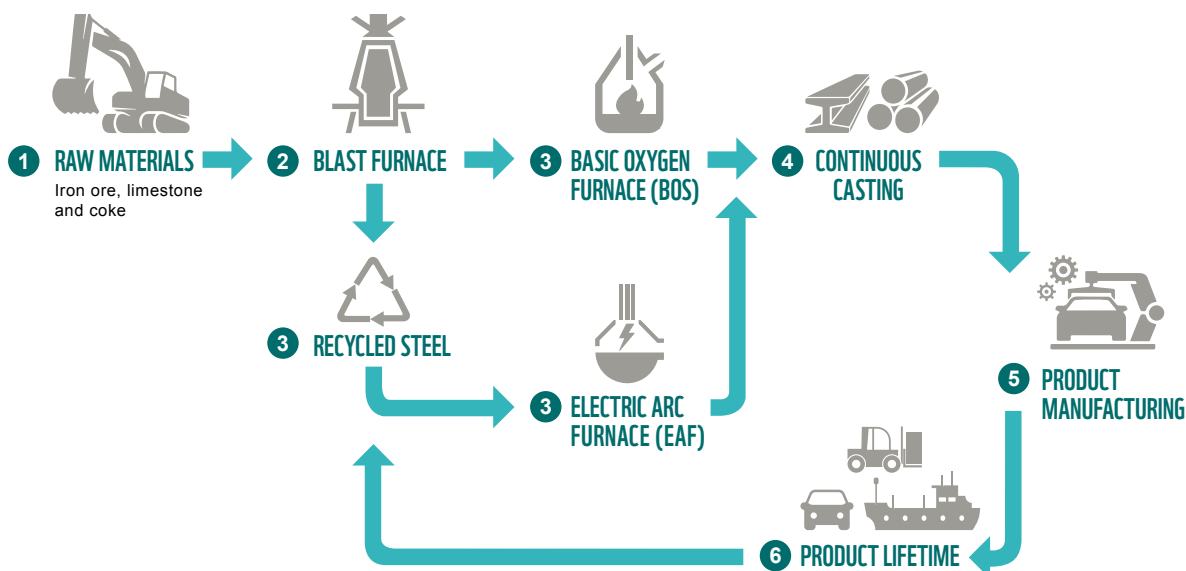 1 RAW MATERIALS
Iron ore, limestone
and coke
2 BLAST FURNACE
3 BASIC OXYGEN
FURNACE (BOS)
4 CONTINUOUS
CASTING
3 RECYCLED STEEL
3 ELECTRIC ARC
FURNACE (EAF)
5 PRODUCT
MANUFACTURING
6 PRODUCT LIFETIME